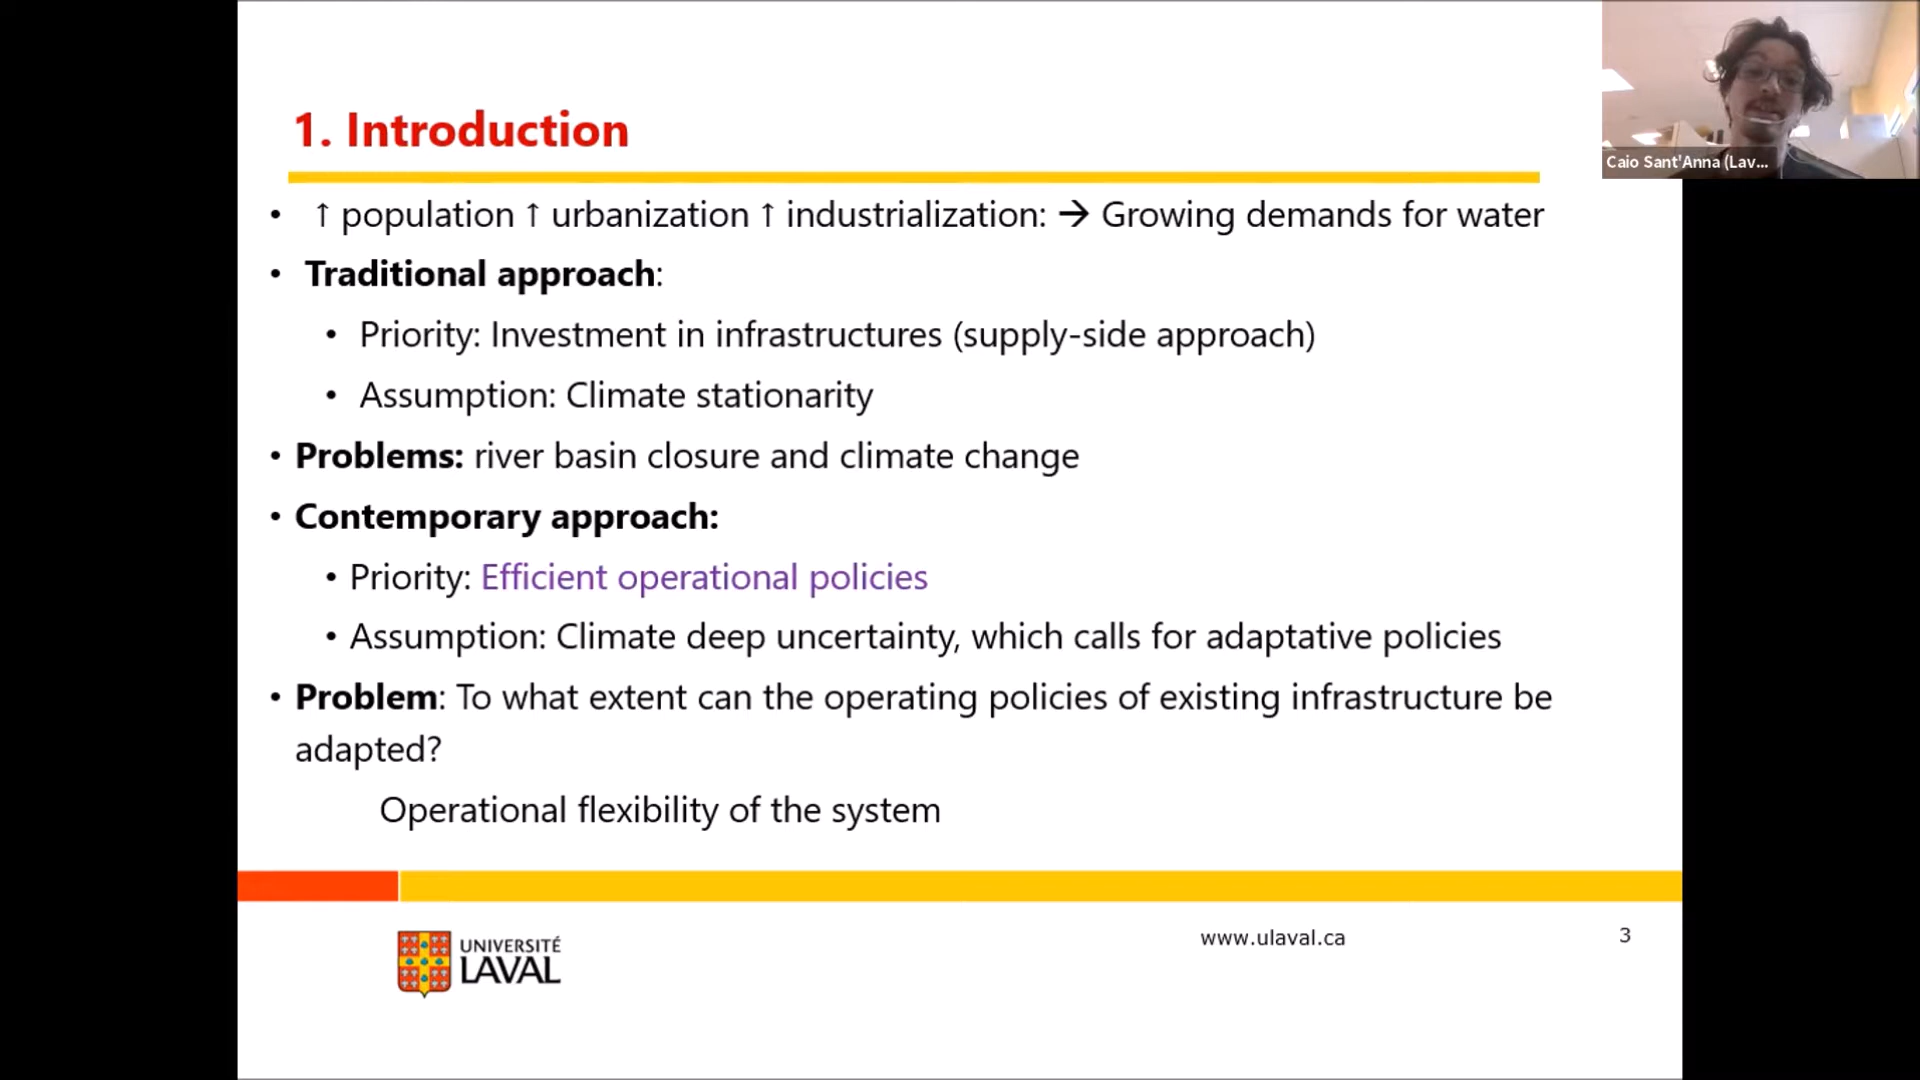 1. Introduction
Caio Sant'Anna (Lav...
• ↑ population ↑ urbanization ↑ industrialization: → Growing demands for water
• Traditional approach:
• Priority: Investment in infrastructures (supply-side approach)
• Assumption: Climate stationarity
• Problems: river basin closure and climate change
• Contemporary approach:
• Priority: Efficient operational policies
• Assumption: Climate deep uncertainty, which calls for adaptative policies
• Problem: To what extent can the operating policies of existing infrastructure be
adapted?
Operational flexibility of the system
UNIVERSITÉ
LAVAL
www.ulaval.ca
3